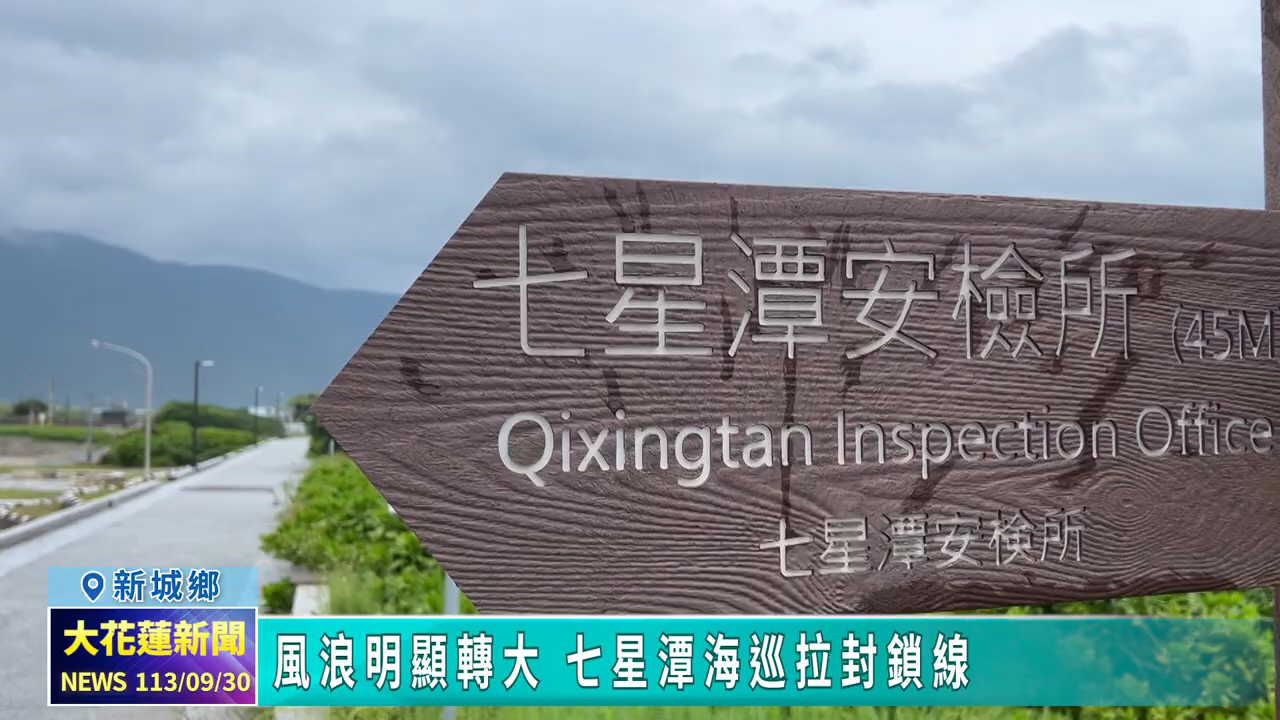 七星潭安檢所 (45M
Qixingtan Inspection Office
七星潭安検所
新城鄉
大花蓮新聞
NEWS 113/09/30
風浪明顯轉大 七星潭海巡拉封鎖線